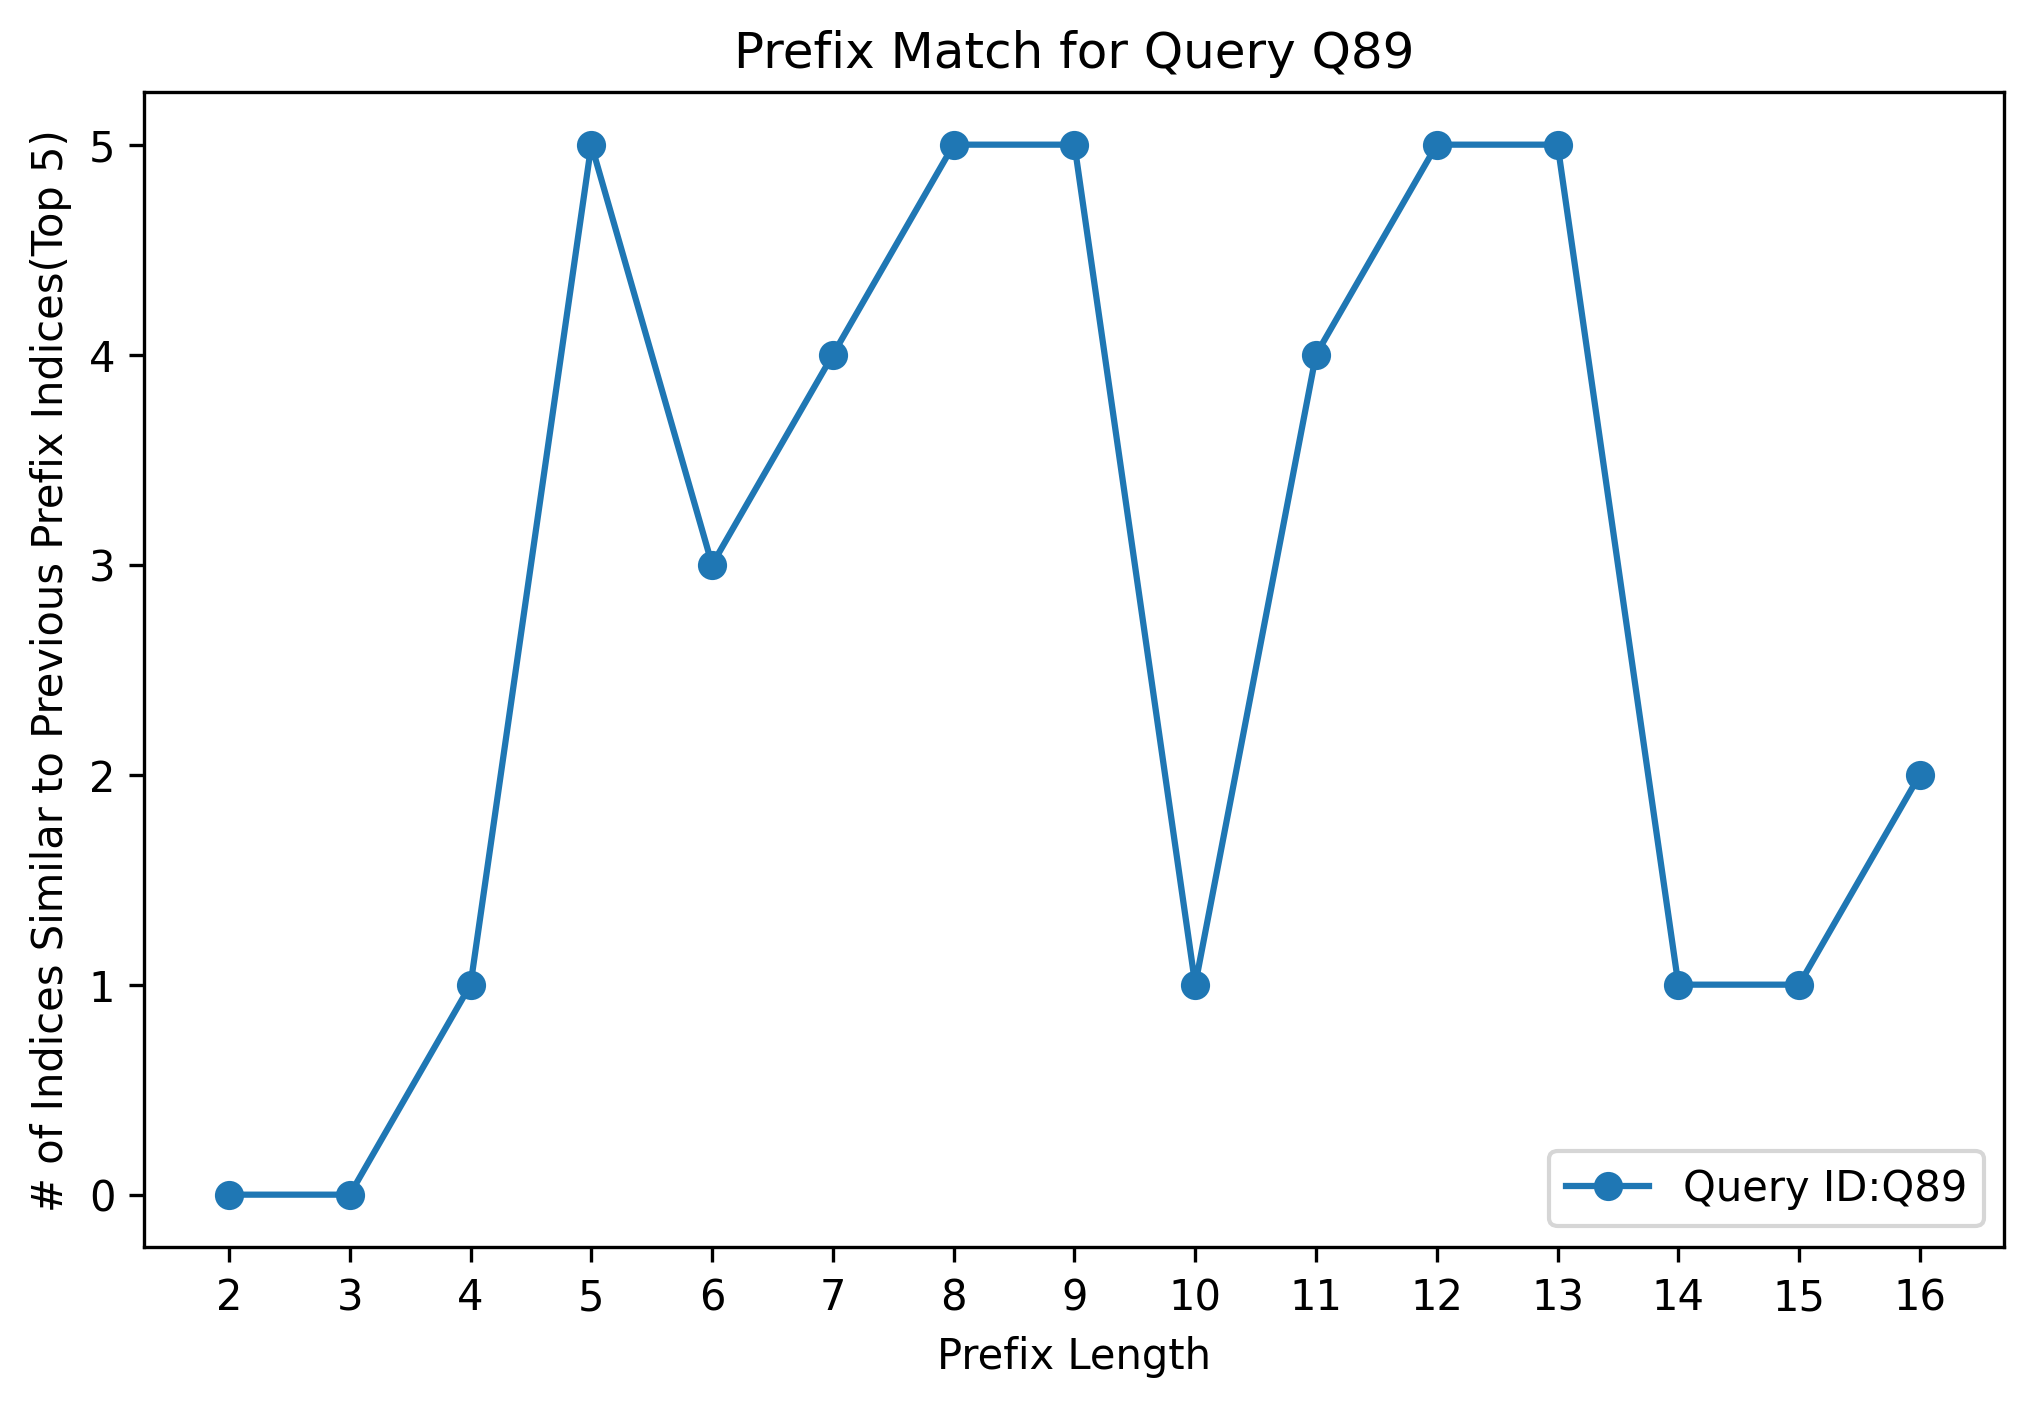 Prefix Match for Query Q89
# of Indices Similar to Previous Prefix Indices(Top 5)
5
4
3
2
1
0
Query ID:Q89
2 3 4 5 6 7 8 9 10 11 12 13 14 15 16
Prefix Length